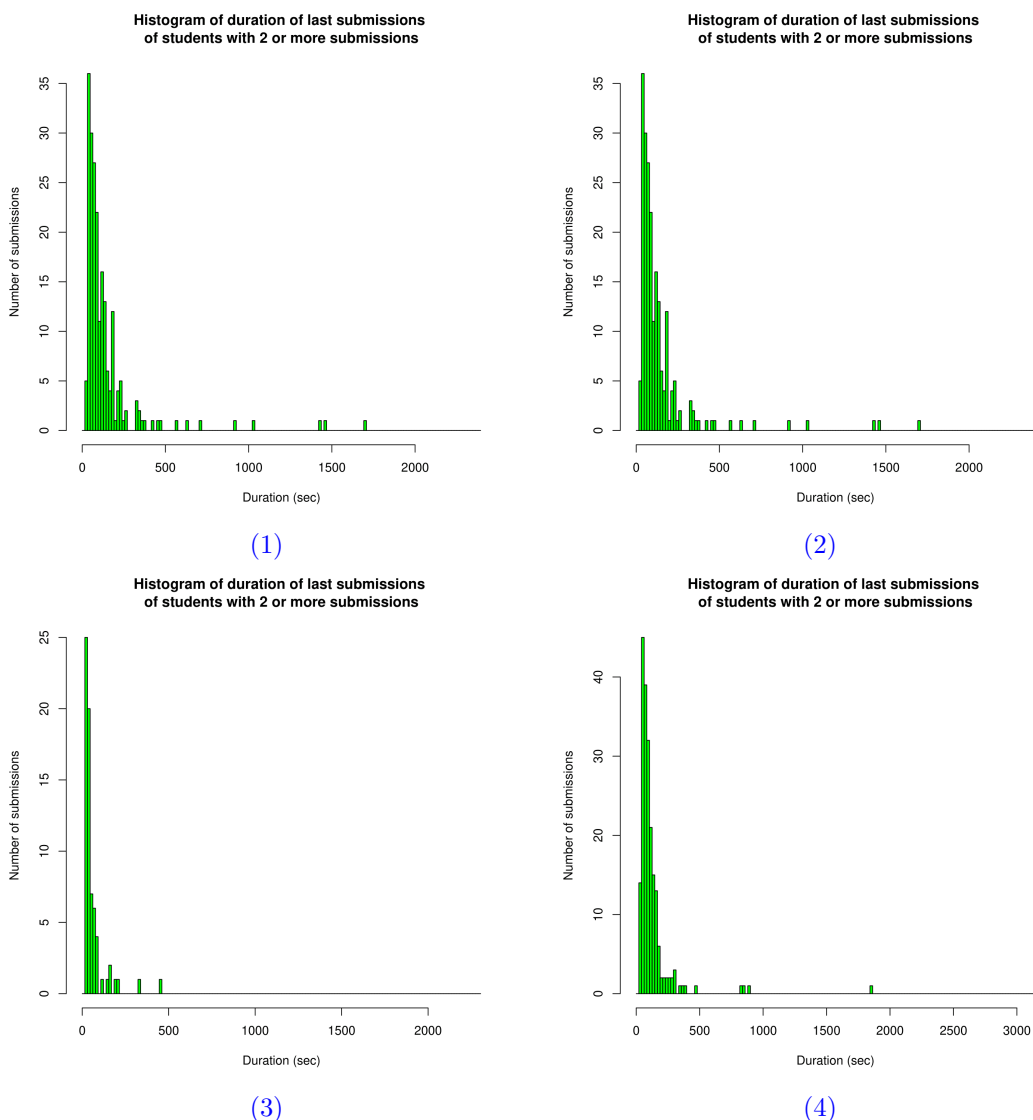 Histogram of duration of last submissions
of students with 2 or more submissions
Number of submissions
35
30
25
20
15
10
5
0
0 500 1000 1500 2000
Duration (sec)
(1)
Histogram of duration of last submissions
of students with 2 or more submissions
Number of submissions
35
30
25
20
15
10
5
0
0 500 1000 1500 2000
Duration (sec)
(2)
Histogram of duration of last submissions
of students with 2 or more submissions
Number of submissions
25
20
15
10
5
0
0 500 1000 1500 2000
Duration (sec)
(3)
Histogram of duration of last submissions
of students with 2 or more submissions
Number of submissions
40
30
20
10
0
0 500 1000 1500 2000 2500 3000
Duration (sec)
(4)